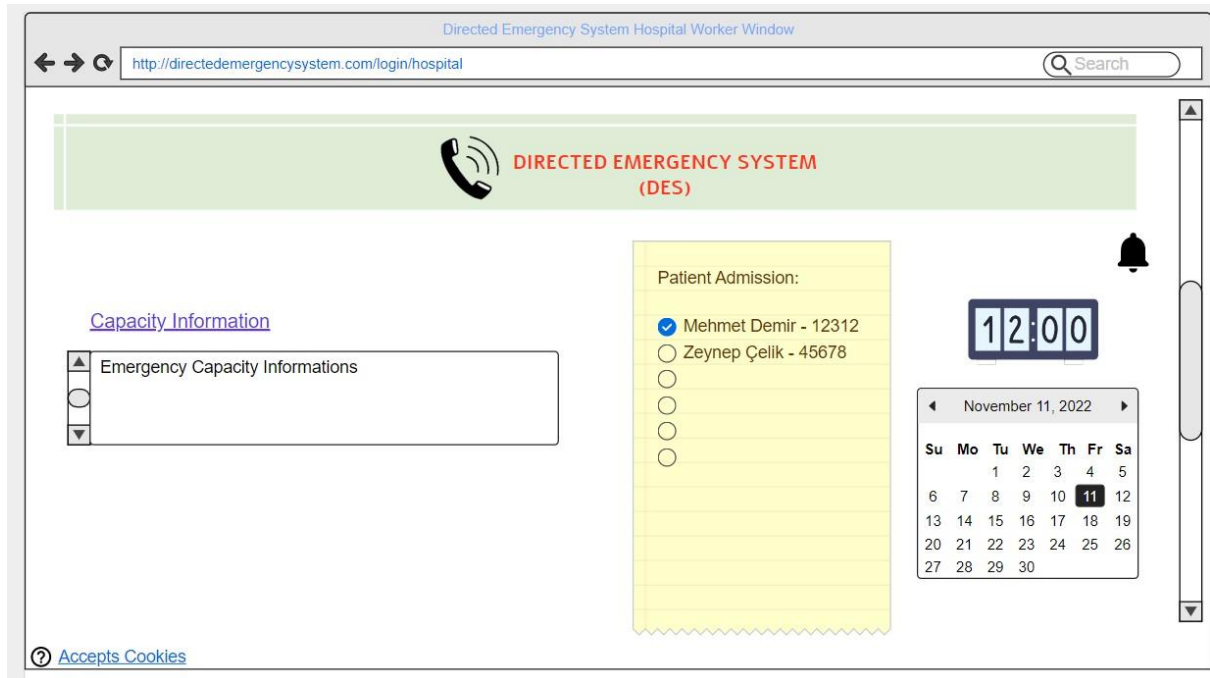 Directed Emergency System Hospital Worker Window
http://directedemergencysystem.com/login/hospital
Search
DIRECTED EMERGENCY SYSTEM
(DES)
Capacity Information
Emergency Capacity Informations
Patient Admission:
Mehmet Demir - 12312
Zeynep Çelik - 45678
12:00
November 11, 2022
Su Mo Tu We Th Fr Sa
1 2 3 4 5
6 7 8 9 10 11 12
13 14 15 16 17 18 19
20 21 22 23 24 25 26
27 28 29 30
? Accepts Cookies